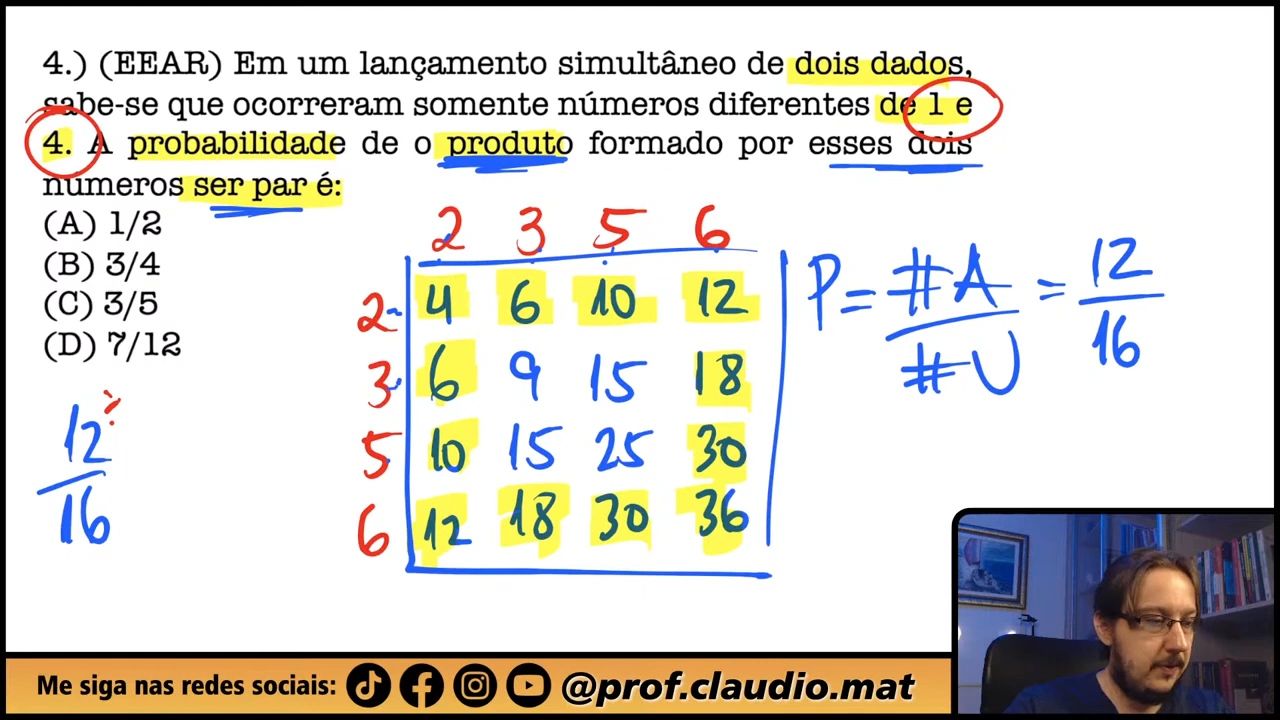 4.) (EEAR) Em um lançamento simultâneo de dois dados,
sabe-se que ocorreram somente números diferentes de 1 e
4. A probabilidade de o produto formado por esses dois
números ser par é:
(A) 1/2
(B) 3/4
(C) 3/5
(D) 7/12
2 3 5 6
2 4 6 10 12
3 6 9 15 18
5 10 15 25 30
6 12 18 30 36
P = #A / #U = 12 / 16
12 :
16
Me siga nas redes sociais: @prof.claudio.mat